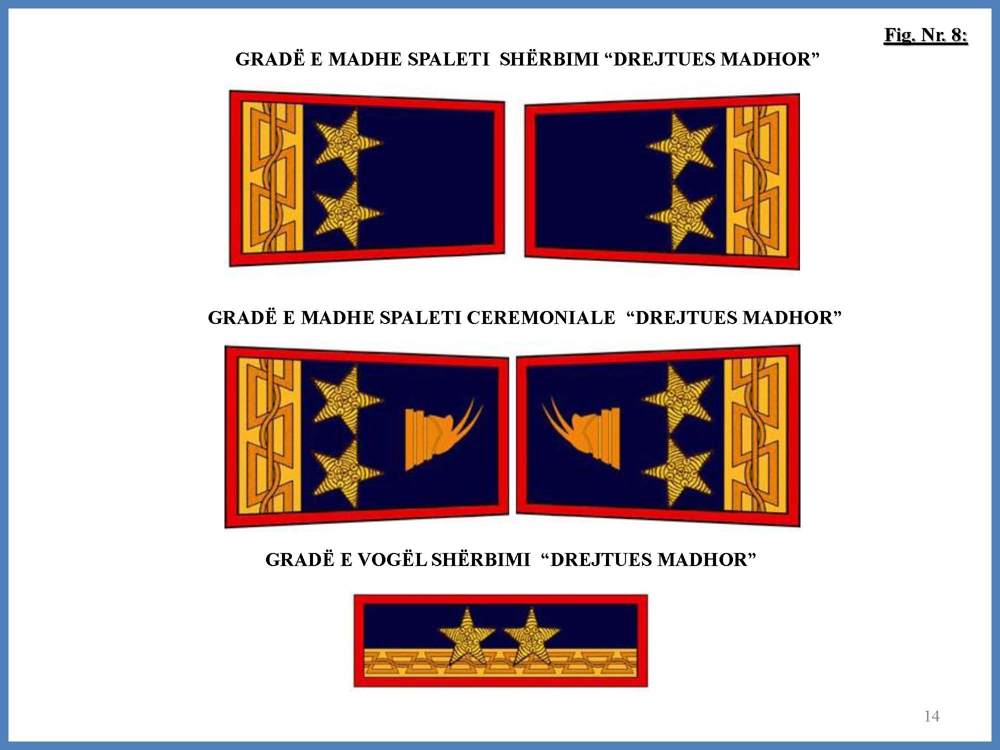 Fig. Nr. 8:
GRADË E MADHE SPALETI SHËRBIMI “DREJTUES MADHOR”
GRADË E MADHE SPALETI CEREMONIALE “DREJTUES MADHOR”
GRADË E VOGËL SHËRBIMI “DREJTUES MADHOR”
14